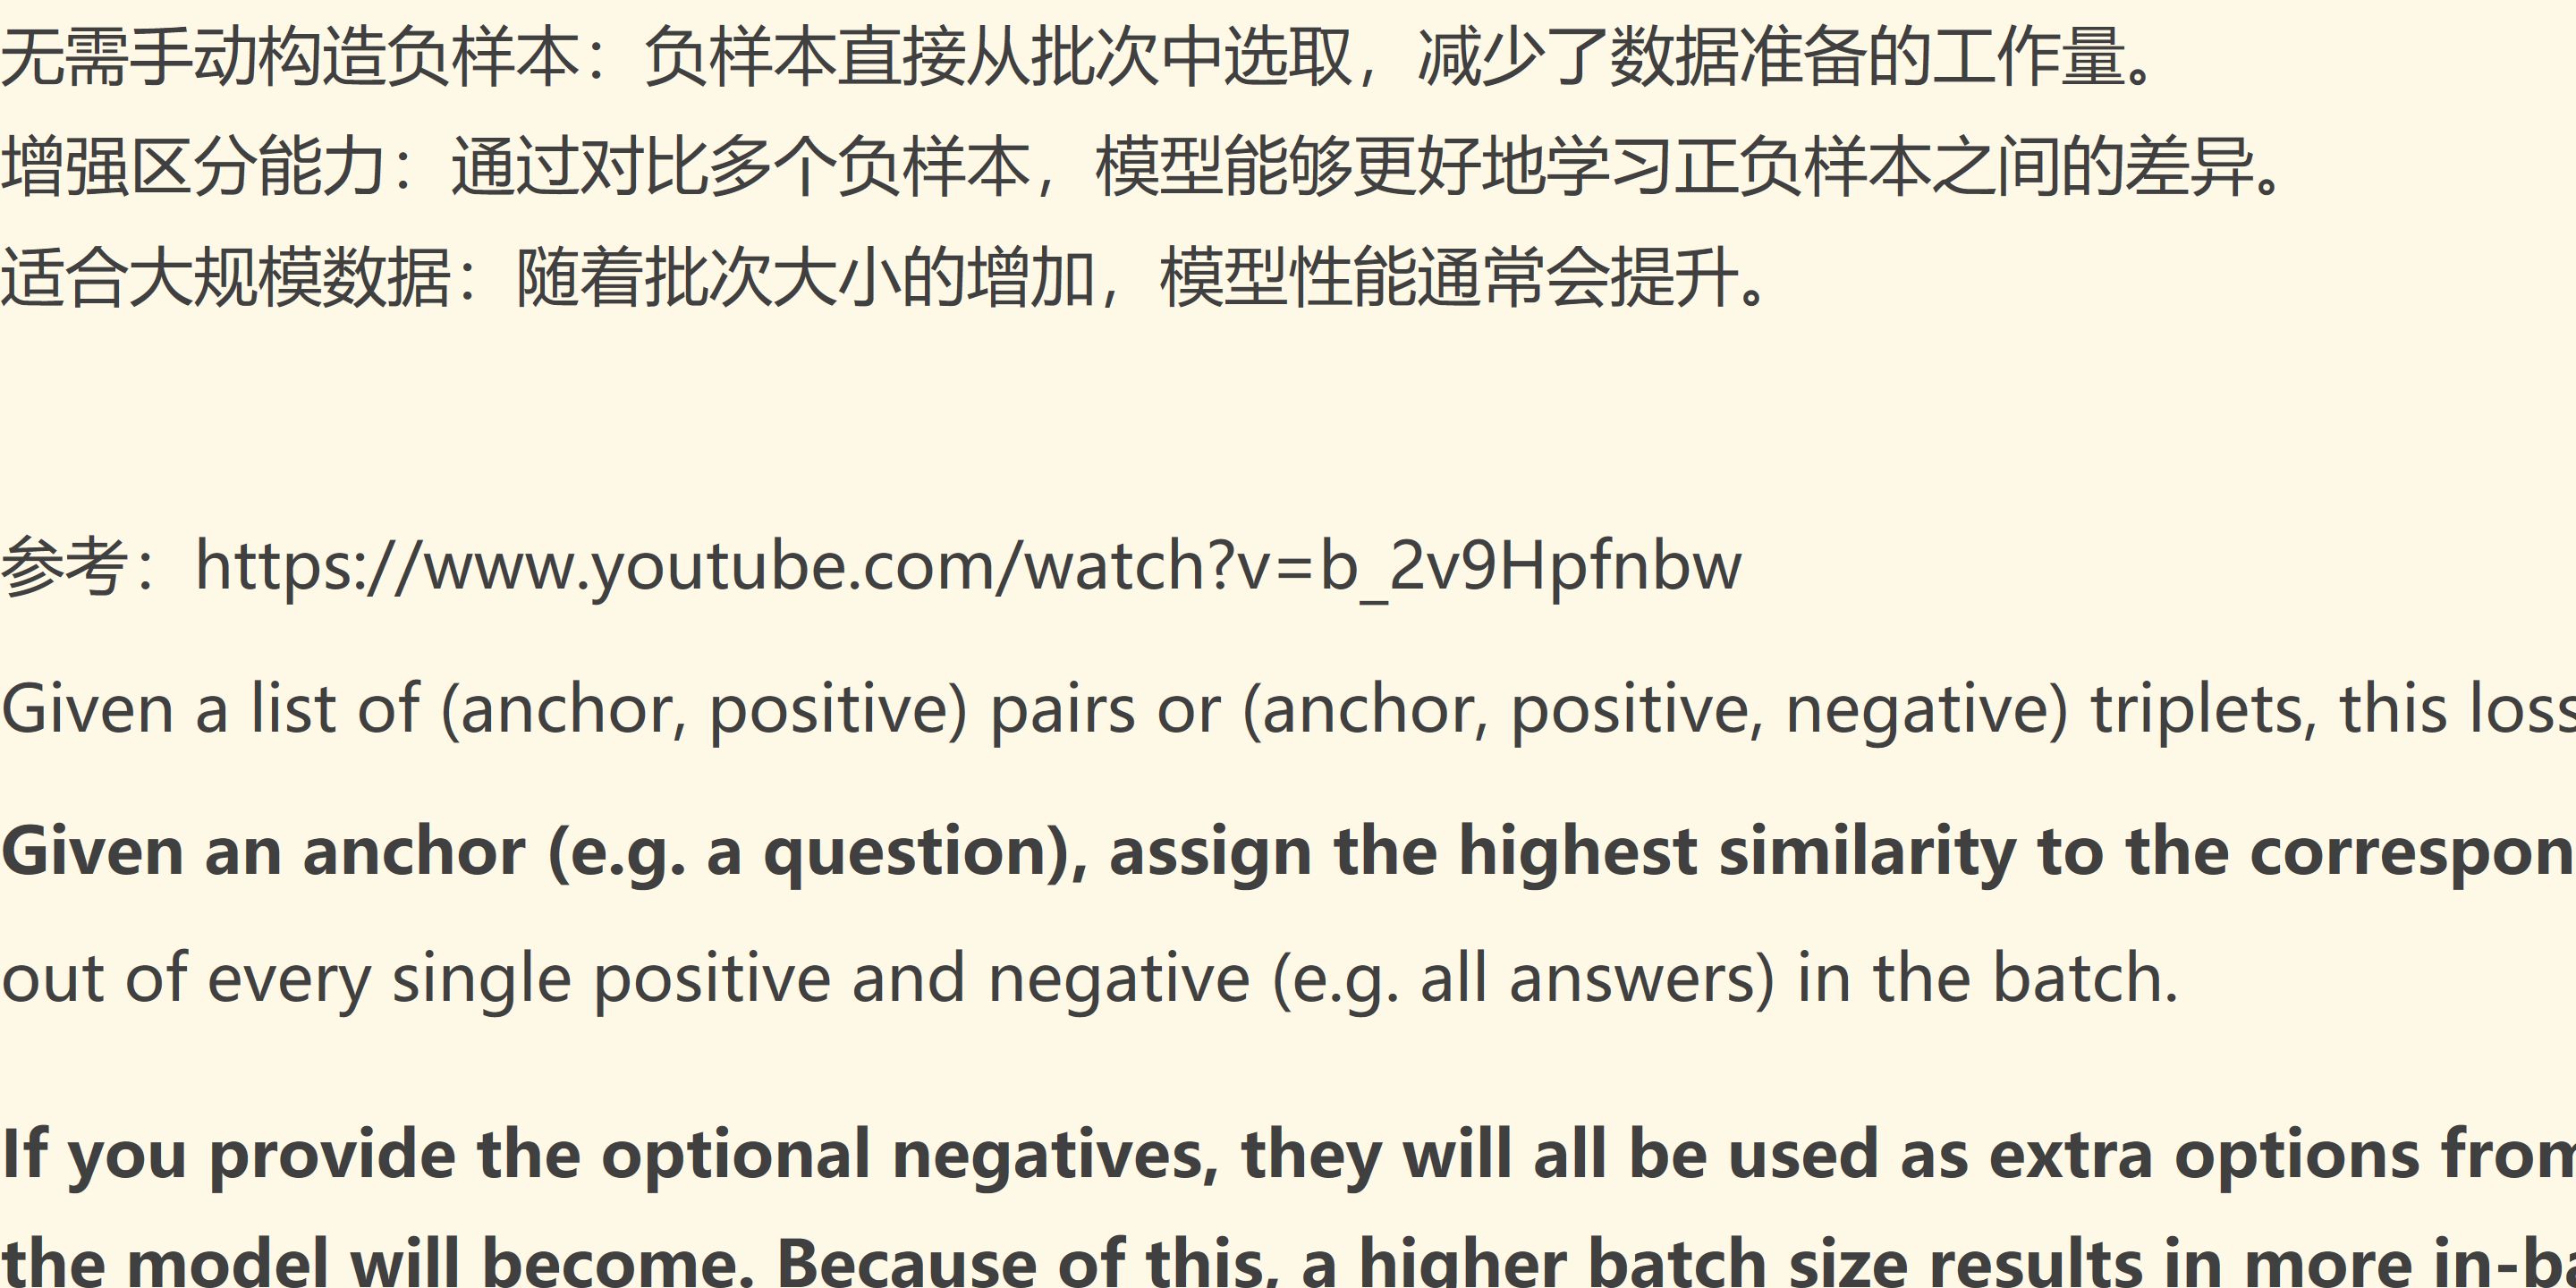 无需手动构造负样本：负样本直接从批次中选取，减少了数据准备的工作量。
增强区分能力：通过对比多个负样本，模型能够更好地学习正负样本之间的差异。
适合大规模数据：随着批次大小的增加，模型性能通常会提升。
参考：https://www.youtube.com/watch?v=b_2v9Hpfnbw
Given a list of (anchor, positive) pairs or (anchor, positive, negative) triplets, this loss
Given an anchor (e.g. a question), assign the highest similarity to the correspon
out of every single positive and negative (e.g. all answers) in the batch.
If you provide the optional negatives, they will all be used as extra options from
the model will become. Because of this, a higher batch size results in more in-ba